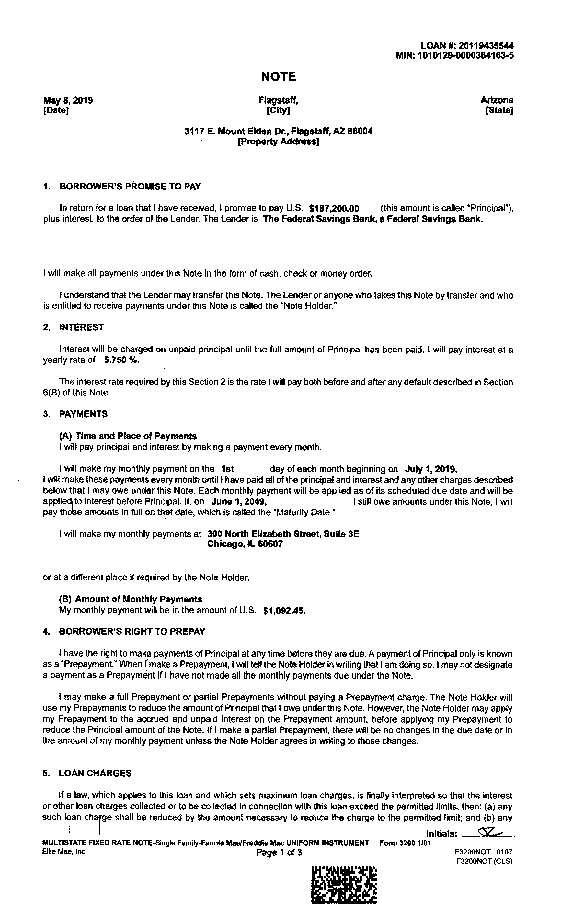 LOAN #: 20119435544
MIN: 1010129-0000384163-5
NOTE
May 8, 2019 Flagstaff, Arizona
[Date] [City] [State]
3117 E. Mount Elden Dr., Flagstaff, AZ 86004
[Property Address]
1. BORROWER'S PROMISE TO PAY
In return for a loan that I have received, I promise to pay U.S. $187,200.00 (this amount is called "Principal"),
plus interest, to the order of the Lender. The Lender is The Federal Savings Bank, a Federal Savings Bank.
I will make all payments under this Note in the form of cash, check or money order.
I understand that the Lender may transfer this Note. The Lender or anyone who takes this Note by transfer and who
is entitled to receive payments under this Note is called the "Note Holder."
2. INTEREST
Interest will be charged on unpaid principal until the full amount of Principal has been paid. I will pay interest at a
yearly rate of 5.750 %.
The interest rate required by this Section 2 is the rate I will pay both before and after any default described in Section
6(B) of this Note.
3. PAYMENTS
(A) Time and Place of Payments
I will pay principal and interest by making a payment every month.
I will make my monthly payment on the 1st day of each month beginning on July 1, 2019.
I will make these payments every month until I have paid all of the principal and interest and any other charges described
below that I may owe under this Note. Each monthly payment will be applied as of its scheduled due date and will be
applied to interest before Principal. If, on June 1, 2049, I still owe amounts under this Note, I will
pay those amounts in full on that date, which is called the "Maturity Date."
I will make my monthly payments at 300 North Elizabeth Street, Suite 3E
Chicago, IL 60607
or at a different place if required by the Note Holder.
(B) Amount of Monthly Payments
My monthly payment will be in the amount of U.S. $1,092.45.
4. BORROWER'S RIGHT TO PREPAY
I have the right to make payments of Principal at any time before they are due. A payment of Principal only is known
as a "Prepayment." When I make a Prepayment, I will tell the Note Holder in writing that I am doing so. I may not designate
a payment as a Prepayment if I have not made all the monthly payments due under the Note.
I may make a full Prepayment or partial Prepayments without paying a Prepayment charge. The Note Holder will
use my Prepayments to reduce the amount of Principal that I owe under this Note. However, the Note Holder may apply
my Prepayment to the accrued and unpaid interest on the Prepayment amount, before applying my Prepayment to
reduce the Principal amount of the Note. If I make a partial Prepayment, there will be no changes in the due date or in
the amount of my monthly payment unless the Note Holder agrees in writing to those changes.
5. LOAN CHARGES
If a law, which applies to this loan and which sets maximum loan charges, is finally interpreted so that the interest
or other loan charges collected or to be collected in connection with this loan exceed the permitted limits, then: (a) any
such loan charge shall be reduced by the amount necessary to reduce the charge to the permitted limit; and (b) any
Initials:
MULTISTATE FIXED RATE NOTE-Single Family-Fannie Mae/Freddie Mac UNIFORM INSTRUMENT Form 3200 1/01
Ellie Mae, Inc. Page 1 of 3 F3200NOT 0107
F3200NOT (CLS)